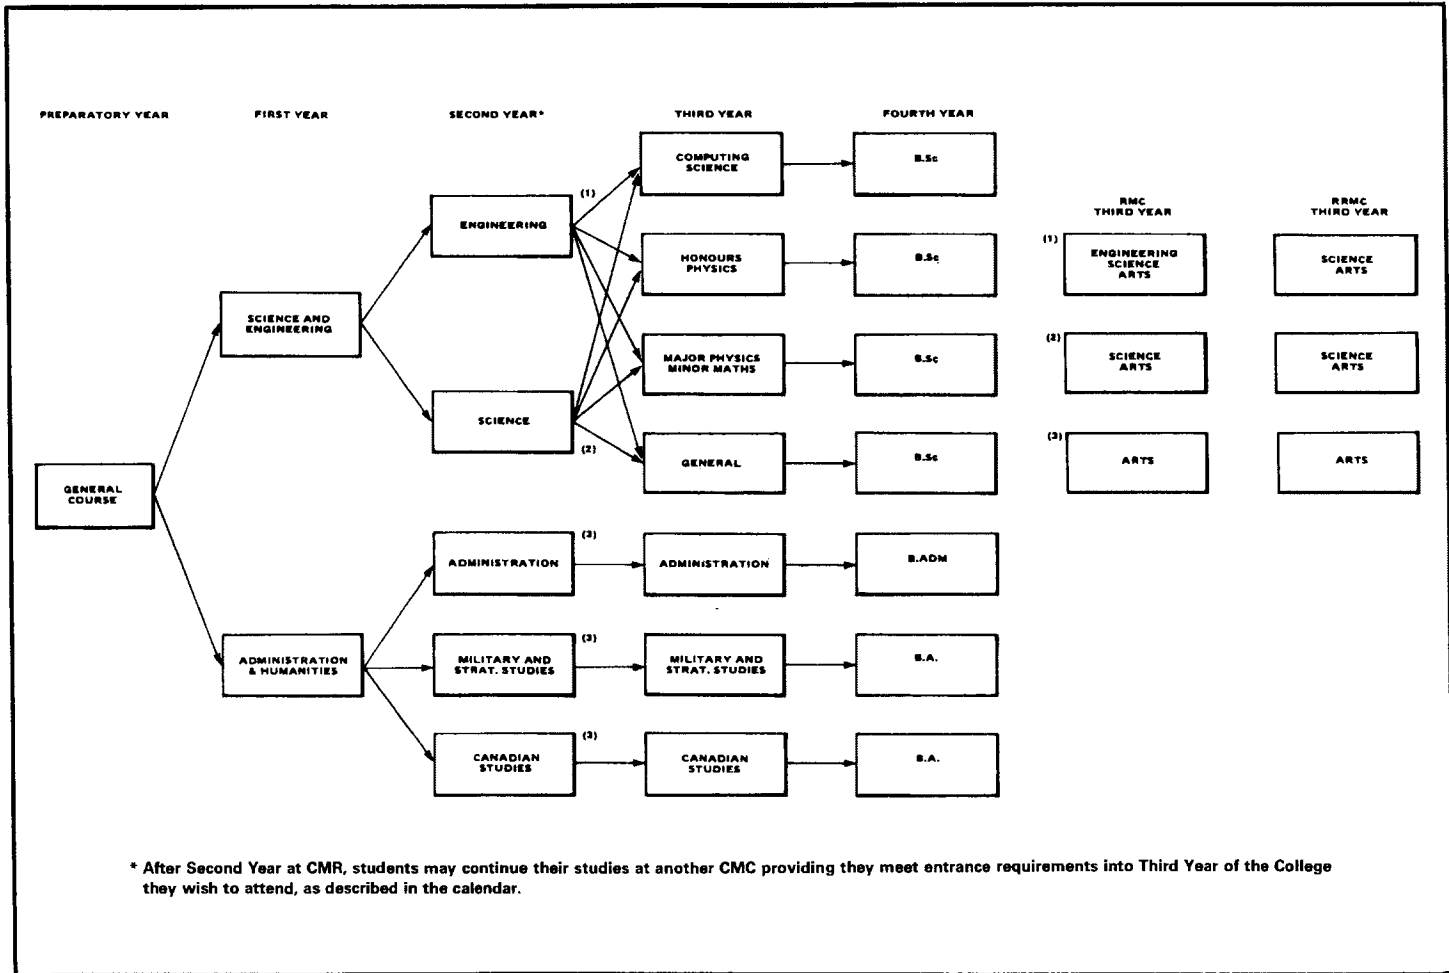 PREPARATORY YEAR
FIRST YEAR
SECOND YEAR*
THIRD YEAR
FOURTH YEAR
RMC
THIRD YEAR
RRMC
THIRD YEAR
GENERAL
COURSE
SCIENCE AND
ENGINEERING
ADMINISTRATION
& HUMANITIES
(1)
ENGINEERING
SCIENCE
(2)
(3)
ADMINISTRATION
(3)
MILITARY AND
STRAT. STUDIES
(3)
CANADIAN
STUDIES
COMPUTING
SCIENCE
HONOURS
PHYSICS
MAJOR PHYSICS
MINOR MATHS
GENERAL
ADMINISTRATION
MILITARY AND
STRAT. STUDIES
CANADIAN
STUDIES
B.Sc
B.Sc
B.Sc
B.Sc
B.ADM
B.A.
B.A.
(1)
ENGINEERING
SCIENCE
ARTS
(2)
SCIENCE
ARTS
(3)
ARTS
SCIENCE
ARTS
SCIENCE
ARTS
ARTS
* After Second Year at CMR, students may continue their studies at another CMC providing they meet entrance requirements into Third Year of the College
they wish to attend, as described in the calendar.